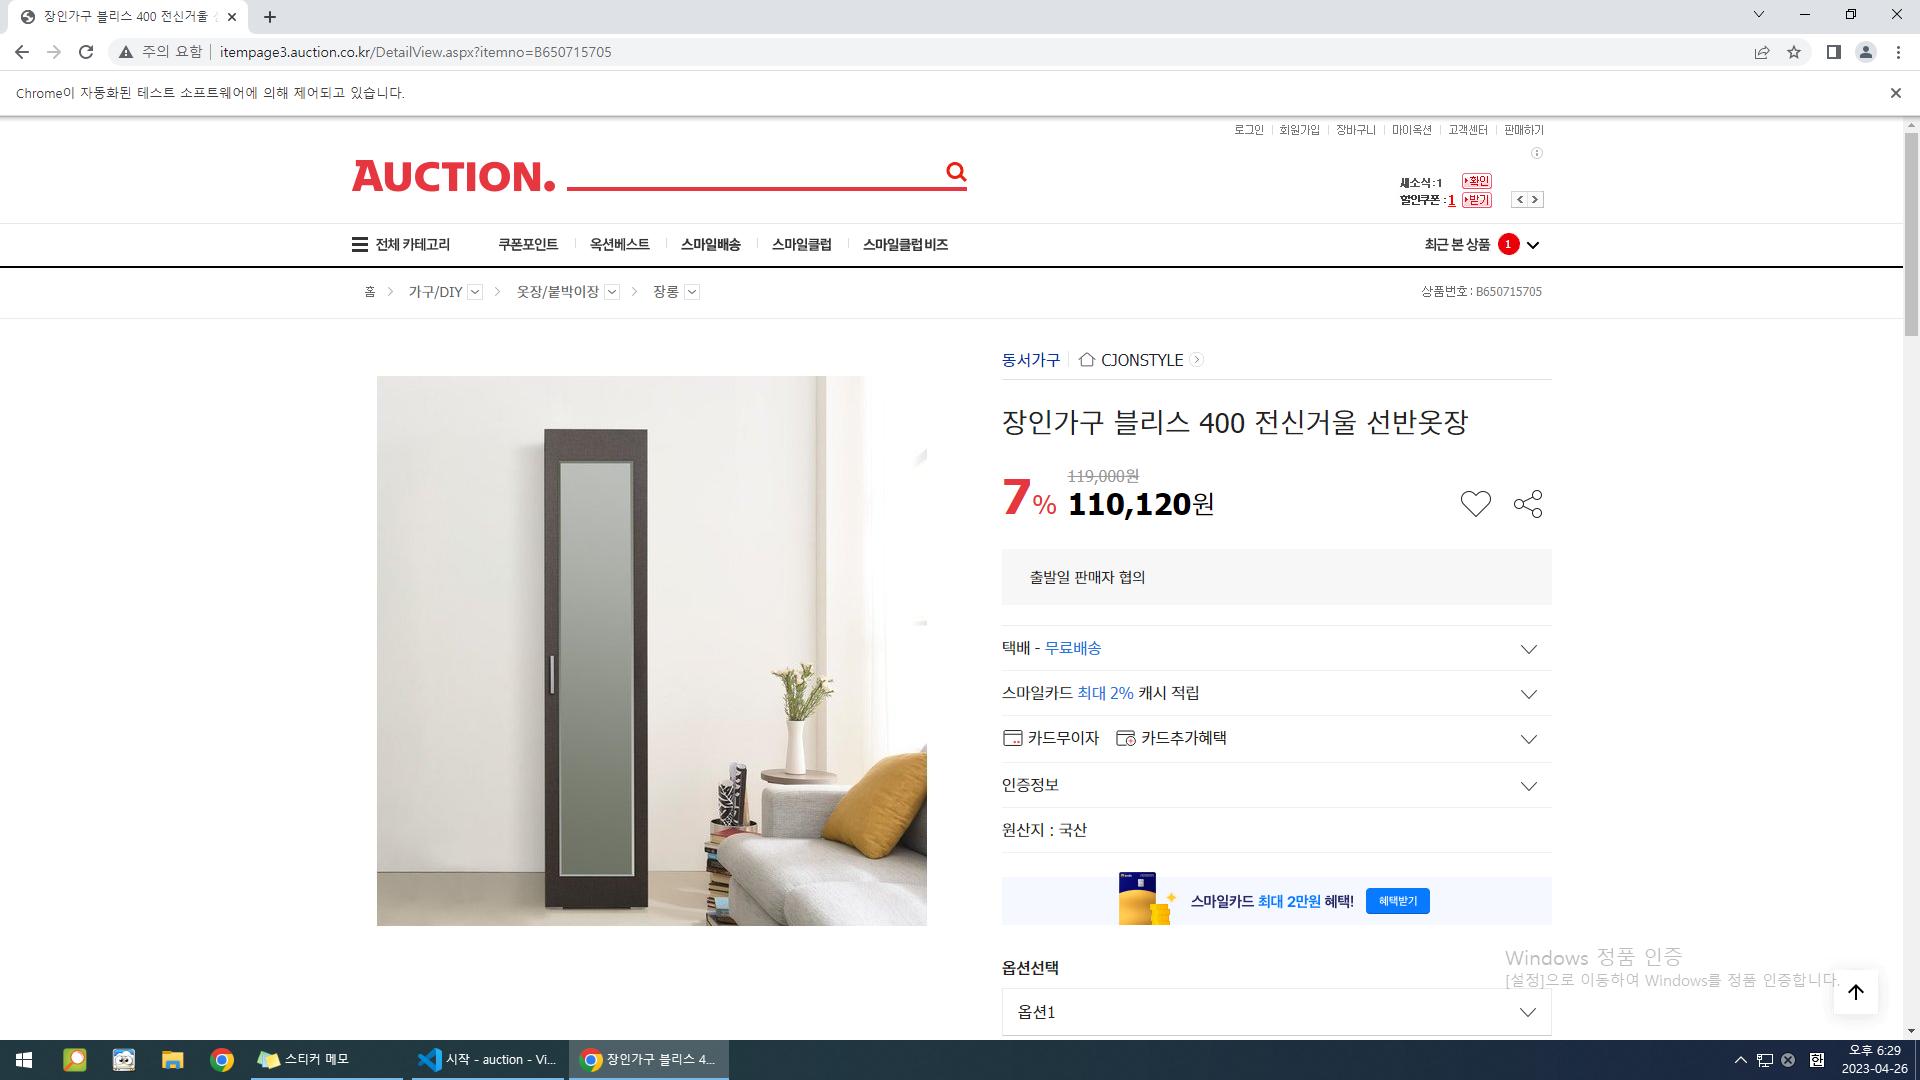 장인가구 블리스 400 전신거울
주의 요함
itempage3.auction.co.kr/DetailView.aspx?itemno=B650715705
Chrome이 자동화된 테스트 소프트웨어에 의해 제어되고 있습니다.
로그인 회원가입 장바구니 마이옥션 고객센터 판매하기
AUCTION.
새소식:1 확인
할인쿠폰:1 받기
전체 카테고리 쿠폰포인트 옥션베스트 스마일배송 스마일클럽 스마일클럽 비즈 최근 본 상품 1
홈 > 가구/DIY > 옷장/붙박이장 > 장롱 상품번호 : B650715705
동서가구 CJONSTYLE
장인가구 블리스 400 전신거울 선반옷장
119,000원
7% 110,120원
출발일 판매자 협의
택배 - 무료배송
스마일카드 최대 2% 캐시 적립
카드무이자 카드추가혜택
인증정보
원산지 : 국산
스마일카드 최대 2만원 혜택! 혜택받기
Windows 정품 인증
옵션선택
[설정]으로 이동하여 Windows를 정품 인증합니다.
옵션1
스티커 메모 시작 - auction - Vi... 장인가구 블리스 4... 한 오후 6:29
2023-04-26